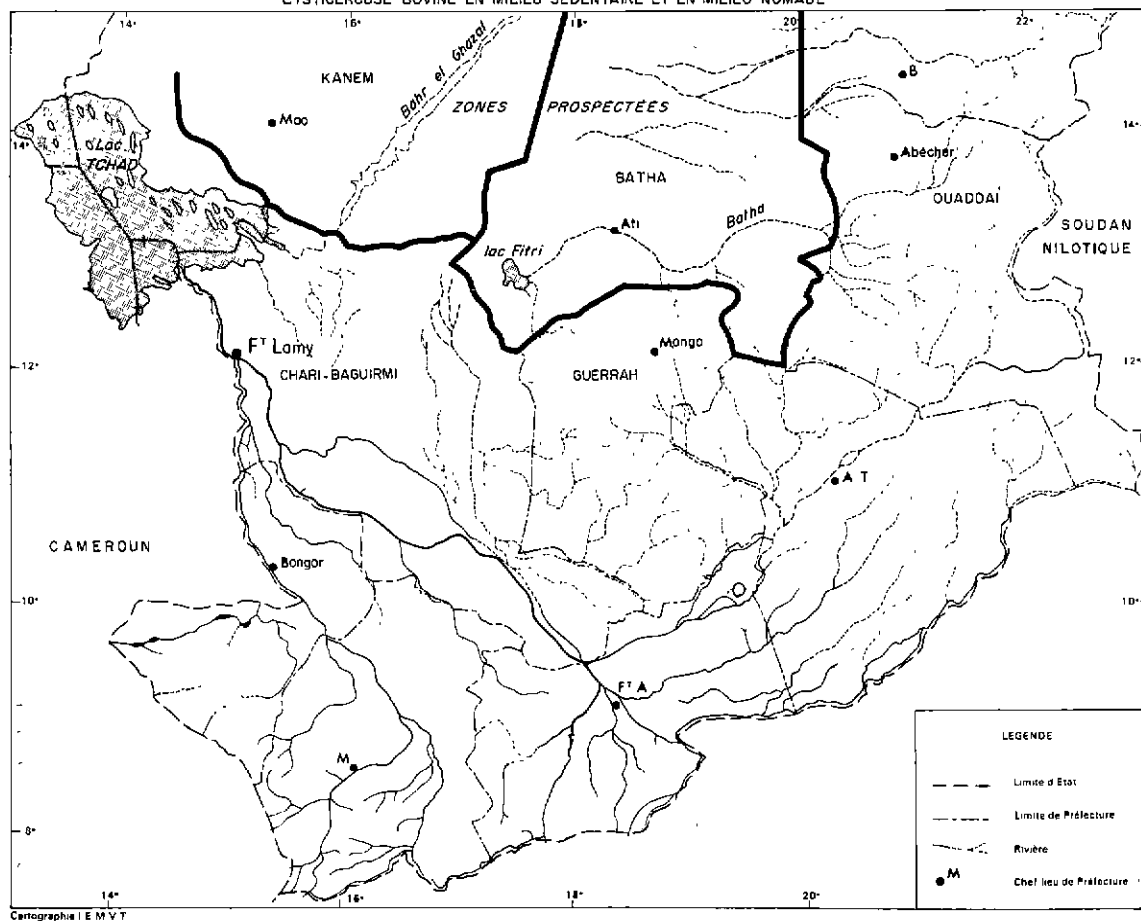 CYSTICERCOSE BOVINE EN MILIEU SEDENTAIRE ET EN MILIEU NOMADE
14° 16° 18° 20° 22°
KANEM
Bahr el Ghazal
ZONES PROSPECTÉES
B
Mao
14° 14°
Lac
TCHAD
Abécher
BATHA
OUADDAI
Ati
Batha
SOUDAN
NILOTIQUE
lac Fitri
Fᵀ Lamy
Mongo
12° 12°
CHARI-BAGUIRMI
GUERRAH
A T
CAMEROUN
Bongor
10° 10°
Fᵀ A
M
8°
LEGENDE
Limite d'Etat
Limite de Préfecture
Rivière
M
Chef lieu de Préfecture
14° 16° 18° 20°
Cartographie I E M V T